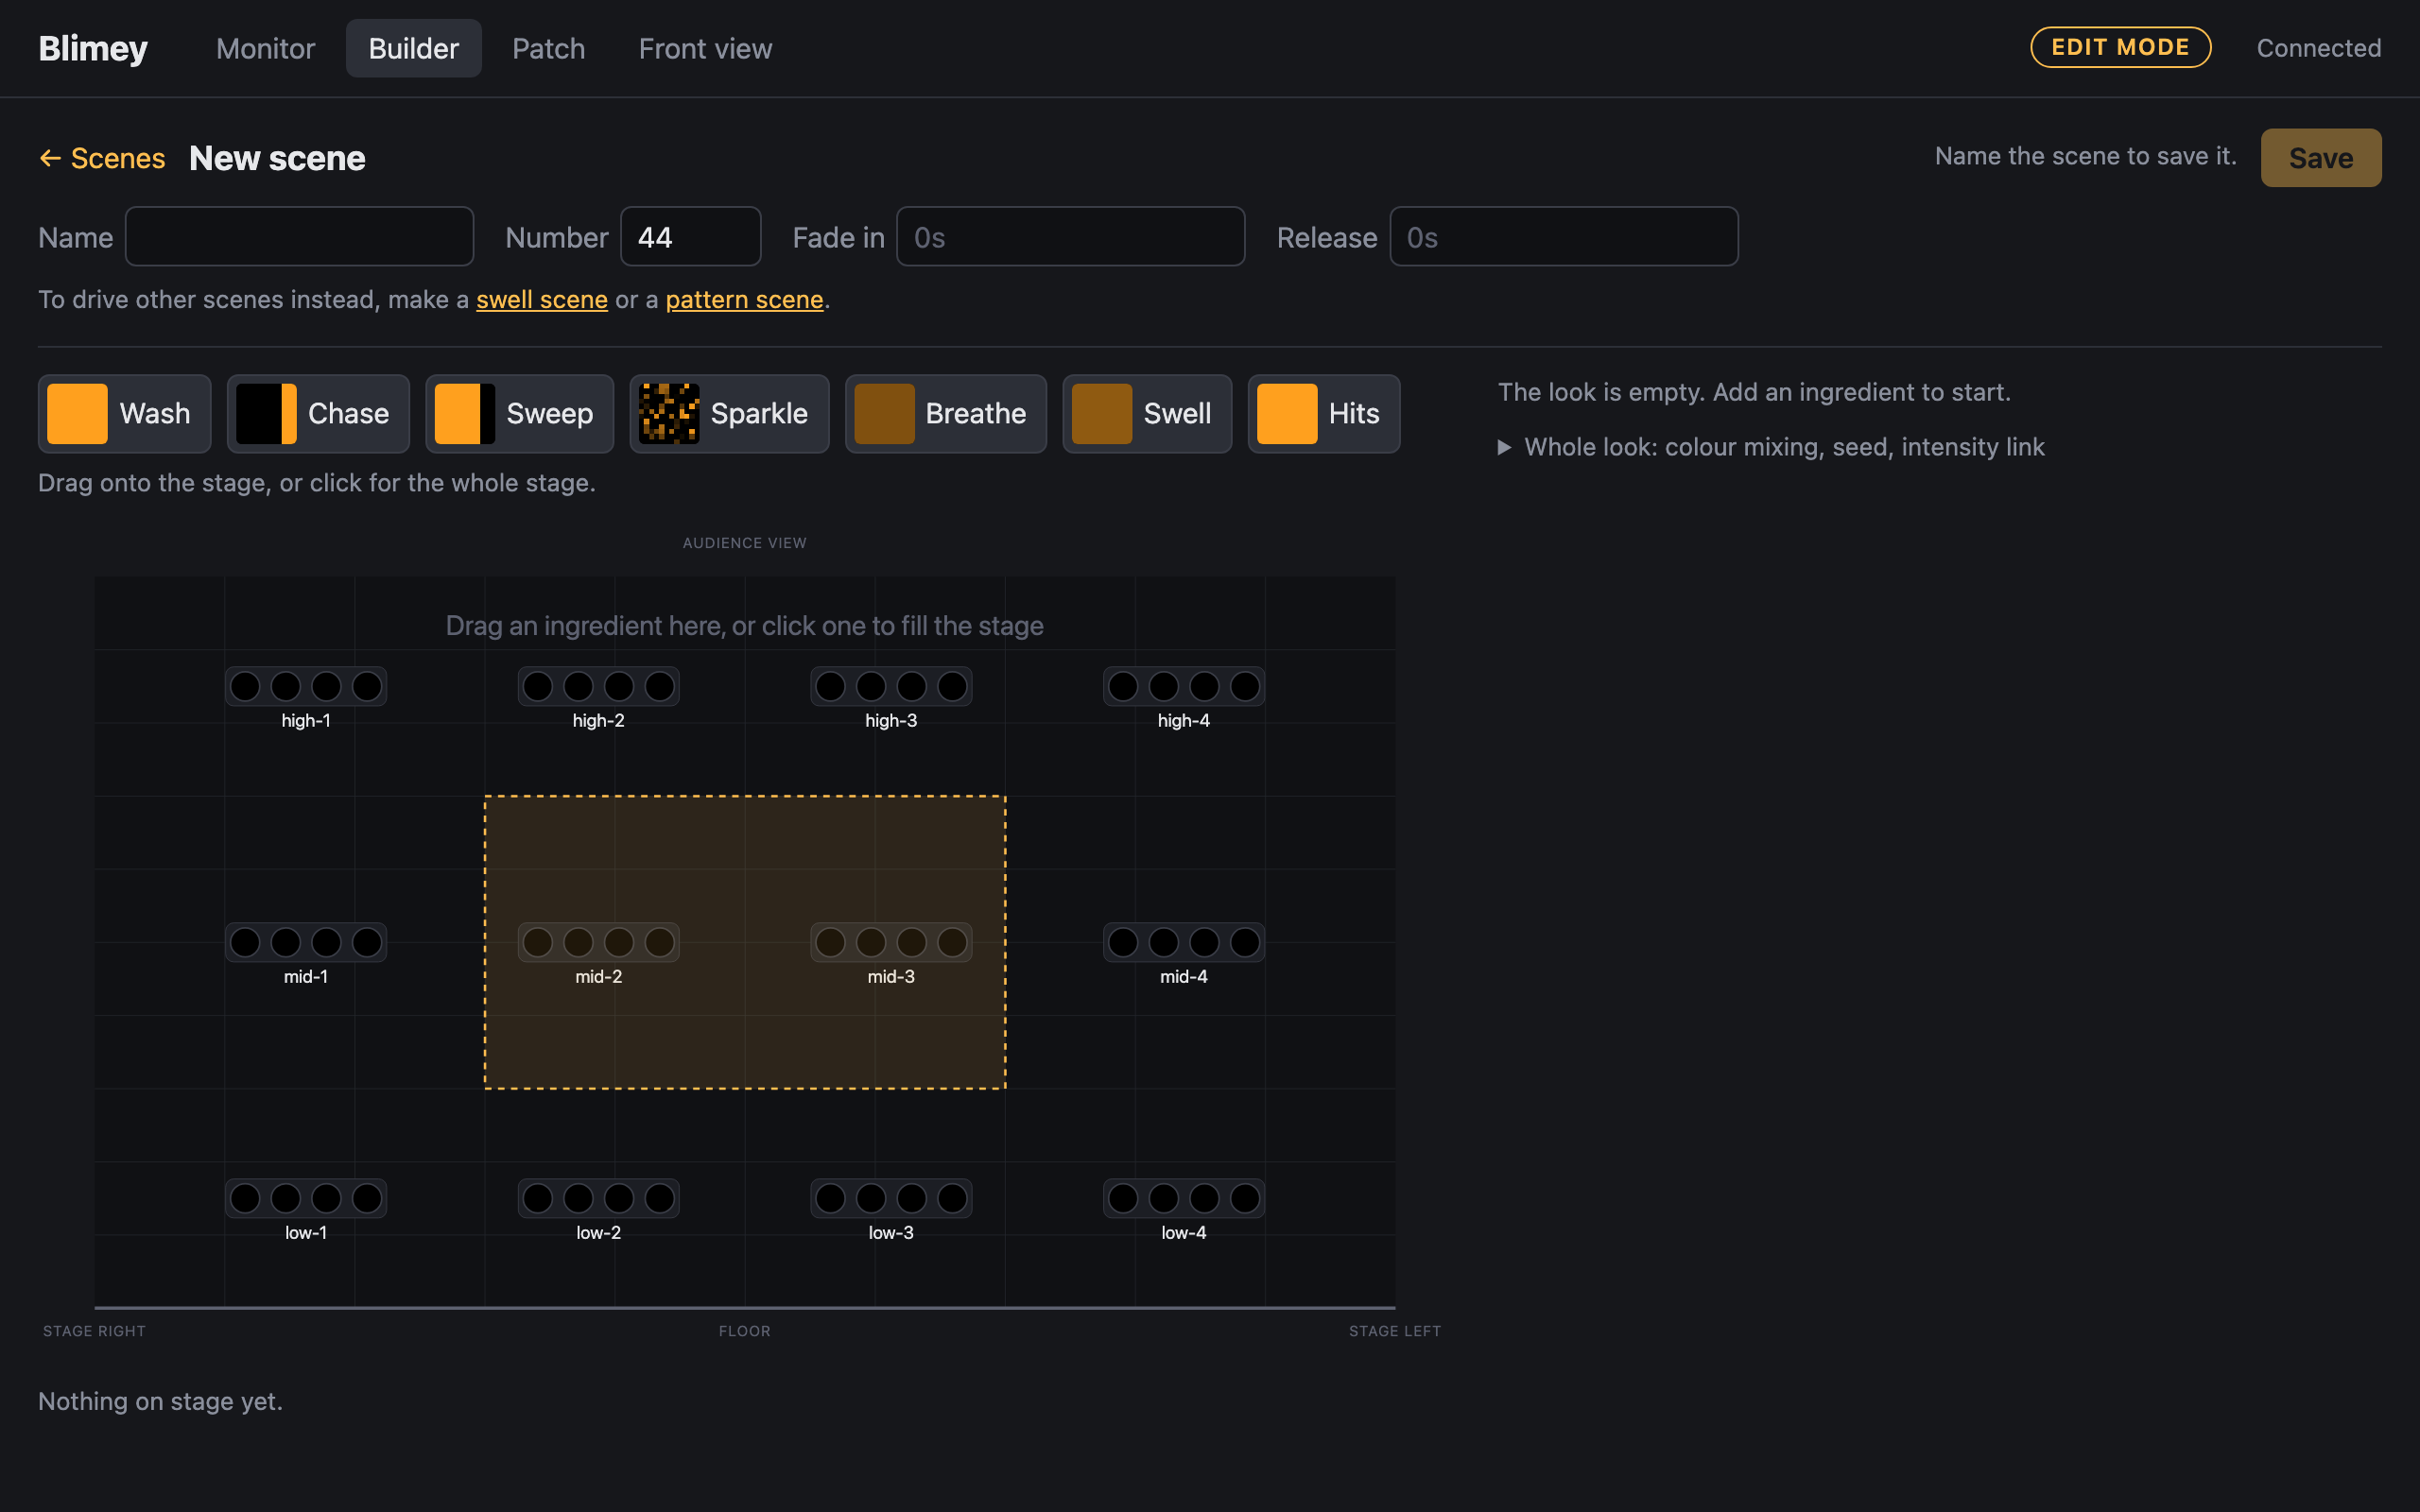 Blimey Monitor Builder Patch Front view EDIT MODE Connected
← Scenes New scene Name the scene to save it. Save
Name Number 44 Fade in 0s Release 0s
To drive other scenes instead, make a swell scene or a pattern scene.
Wash Chase Sweep Sparkle Breathe Swell Hits
Drag onto the stage, or click for the whole stage.
The look is empty. Add an ingredient to start.
▶ Whole look: colour mixing, seed, intensity link
AUDIENCE VIEW
Drag an ingredient here, or click one to fill the stage
high-1 high-2 high-3 high-4
mid-1 mid-2 mid-3 mid-4
low-1 low-2 low-3 low-4
STAGE RIGHT FLOOR STAGE LEFT
Nothing on stage yet.